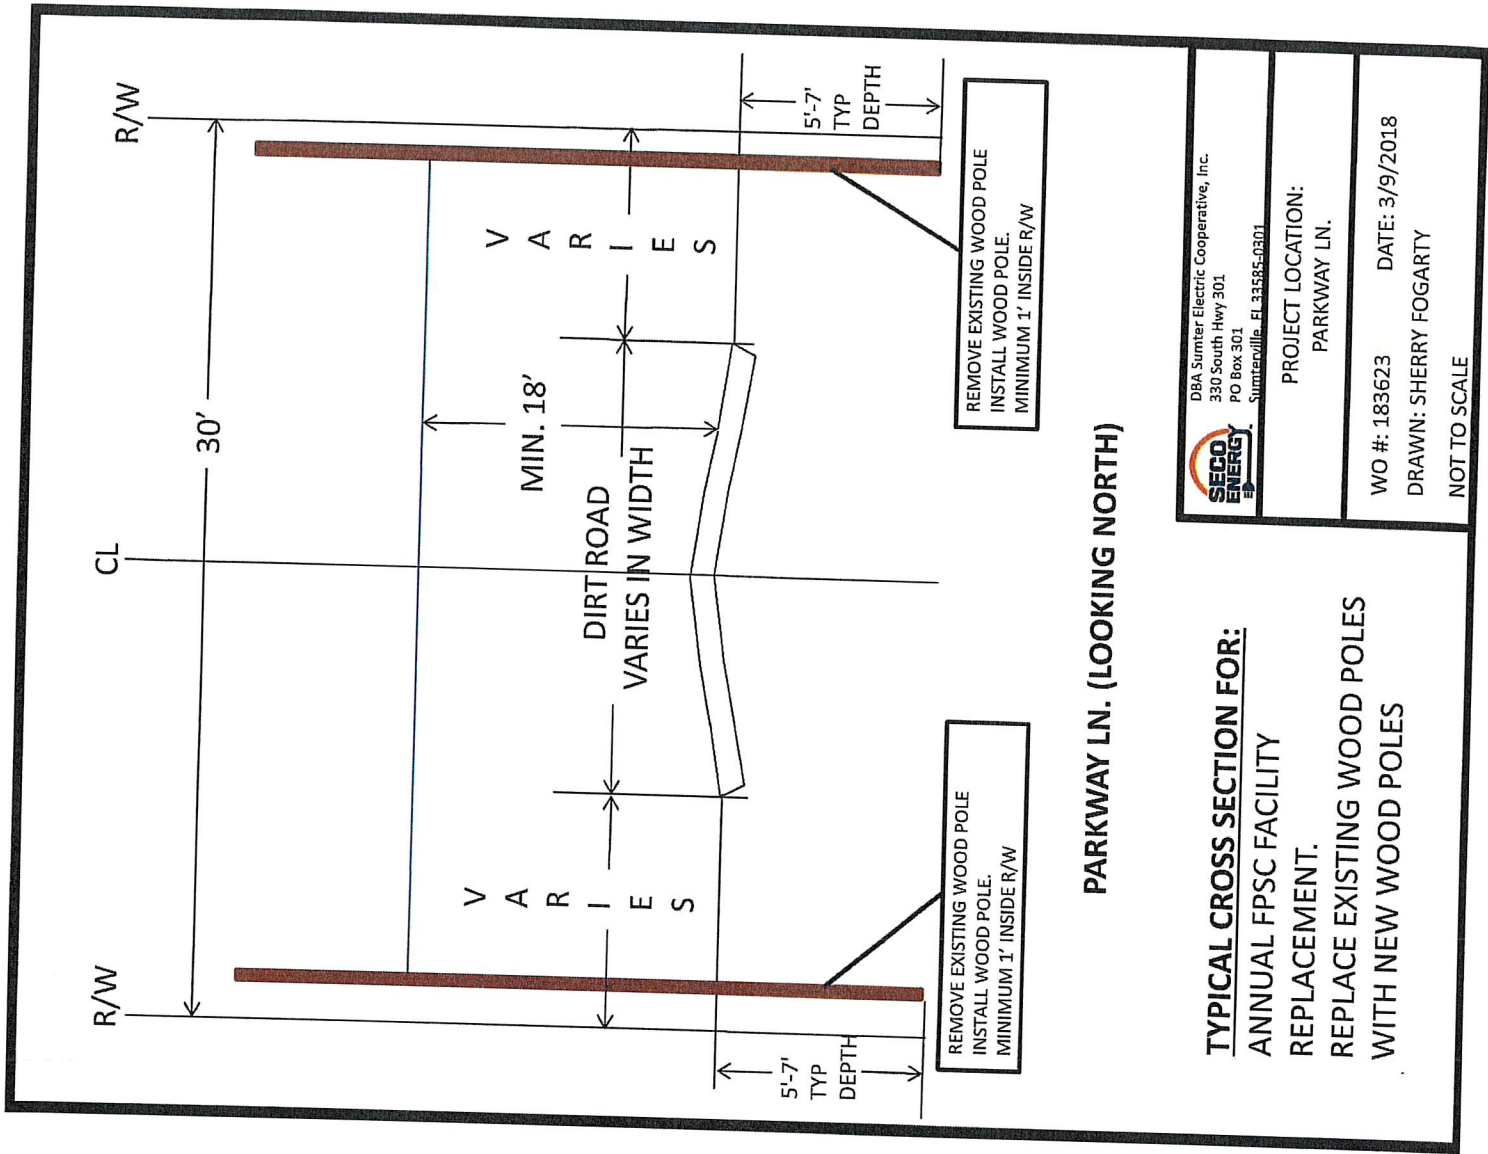 R/W
CL
R/W
30'
V
A
R
I
E
S
DIRT ROAD
VARIES IN WIDTH
MIN. 18'
V
A
R
I
E
S
5'-7'
TYP
DEPTH
5'-7'
TYP
DEPTH
REMOVE EXISTING WOOD POLE
INSTALL WOOD POLE.
MINIMUM 1' INSIDE R/W
REMOVE EXISTING WOOD POLE
INSTALL WOOD POLE.
MINIMUM 1' INSIDE R/W
PARKWAY LN. (LOOKING NORTH)
TYPICAL CROSS SECTION FOR:
ANNUAL FPSC FACILITY
REPLACEMENT.
REPLACE EXISTING WOOD POLES
WITH NEW WOOD POLES
SECO
ENERGY
DBA Sumter Electric Cooperative, Inc.
330 South Hwy 301
PO Box 301
Sumterville, FL 33585-0301
PROJECT LOCATION:
PARKWAY LN.
WO #: 183623 DATE: 3/9/2018
DRAWN: SHERRY FOGARTY
NOT TO SCALE